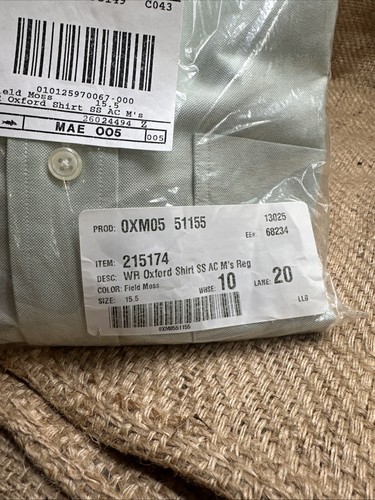 C043
010125970067-000
ield Moss 15.5
Oxford Shirt SS AC M's
26024494 Z
MAE 005 005
PROD: 0XM05 51155 13025
EE#: 68234
ITEM: 215174
DESC: WR Oxford Shirt SS AC M's Reg
COLOR: Field Moss WHSE: 10 LANE: 20
SIZE: 15.5 LLB
0XM0551155